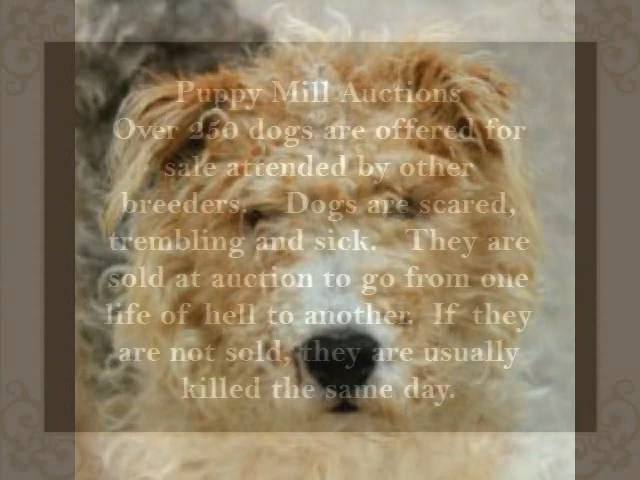 Puppy Mill Auctions
Over 250 dogs are offered for
sale attended by other
breeders. Dogs are scared,
trembling and sick. They are
sold at auction to go from one
life of hell to another. If they
are not sold, they are usually
killed the same day.